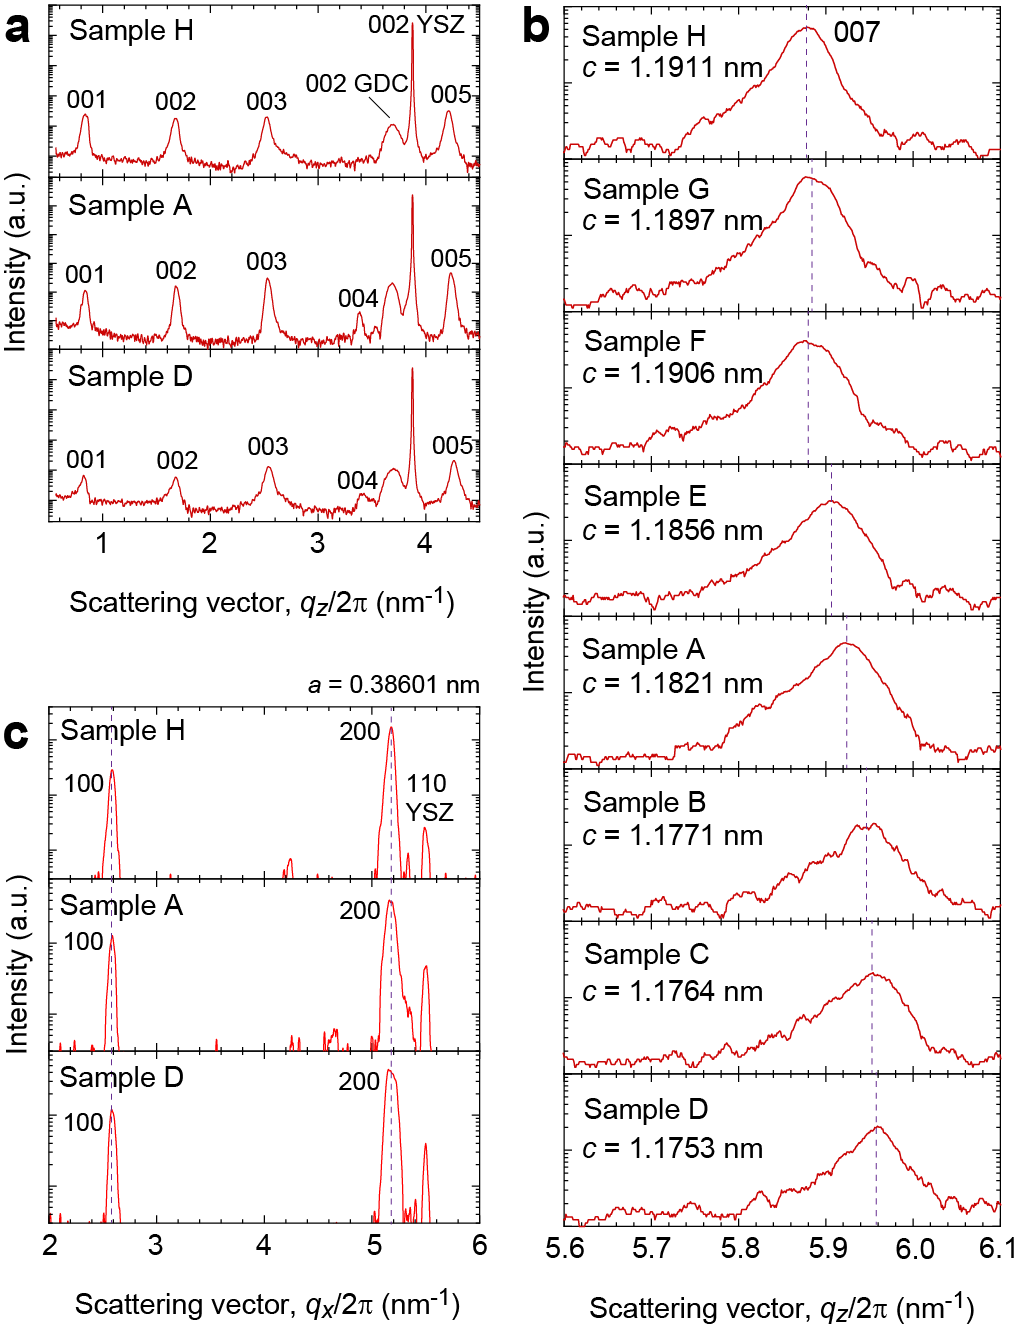 a
Sample H
002 YSZ
002 GDC
001
002
003
005
Sample A
001
002
003
004
005
Sample D
001
002
003
004
005
1
2
3
4
Intensity (a.u.)
Scattering vector, qz/2π (nm-1)
b
Sample H
c = 1.1911 nm
007
Sample G
c = 1.1897 nm
Sample F
c = 1.1906 nm
Sample E
c = 1.1856 nm
Sample A
c = 1.1821 nm
Sample B
c = 1.1771 nm
Sample C
c = 1.1764 nm
Sample D
c = 1.1753 nm
5.6
5.7
5.8
5.9
6.0
6.1
Intensity (a.u.)
Scattering vector, qz/2π (nm-1)
a = 0.38601 nm
c
Sample H
100
200
110
YSZ
Sample A
100
200
Sample D
100
200
2
3
4
5
6
Intensity (a.u.)
Scattering vector, qx/2π (nm-1)